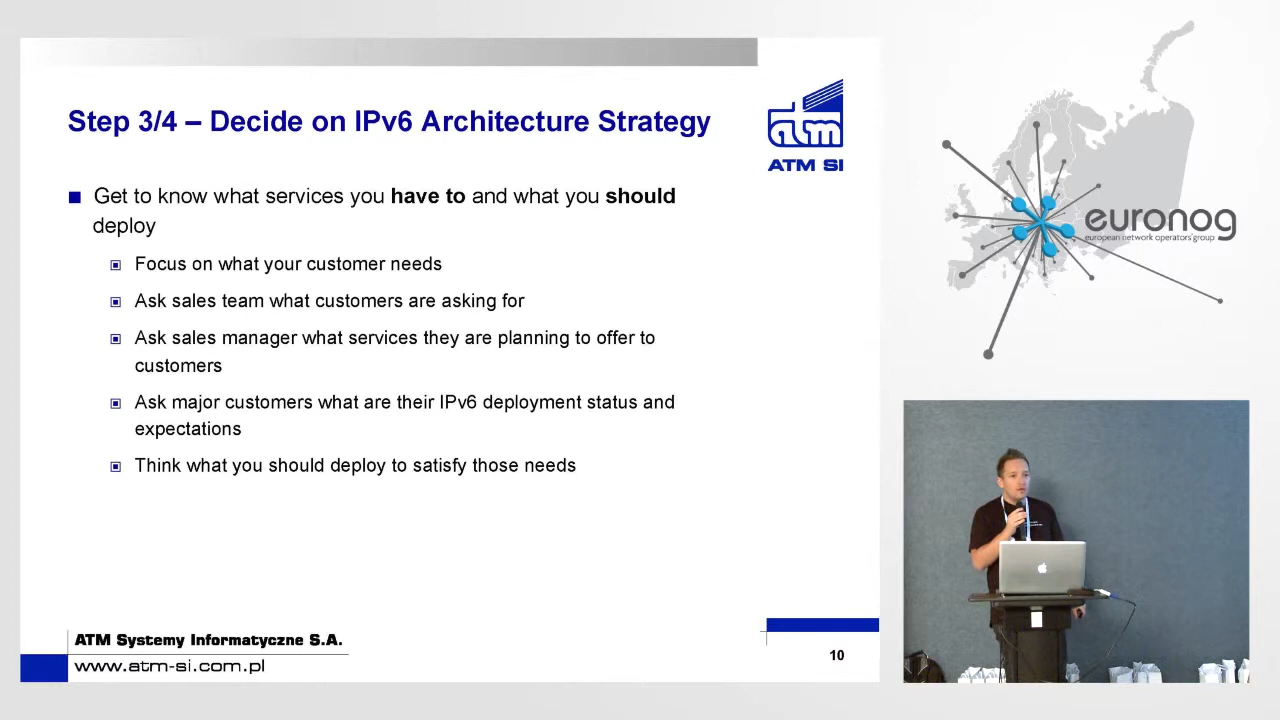 Step 3/4 – Decide on IPv6 Architecture Strategy
atm
ATM SI
Get to know what services you have to and what you should
deploy
Focus on what your customer needs
Ask sales team what customers are asking for
Ask sales manager what services they are planning to offer to
customers
Ask major customers what are their IPv6 deployment status and
expectations
Think what you should deploy to satisfy those needs
ATM Systemy Informatyczne S.A.
www.atm-si.com.pl
10
euronog
european network operators' group